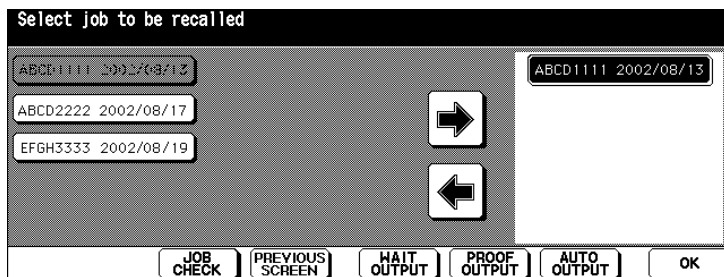 Select job to be recalled
ABCD1111 2002/08/13
ABCD2222 2002/08/17
EFGH3333 2002/08/19
ABCD1111 2002/08/13
JOB CHECK
PREVIOUS SCREEN
WAIT OUTPUT
PROOF OUTPUT
AUTO OUTPUT
OK